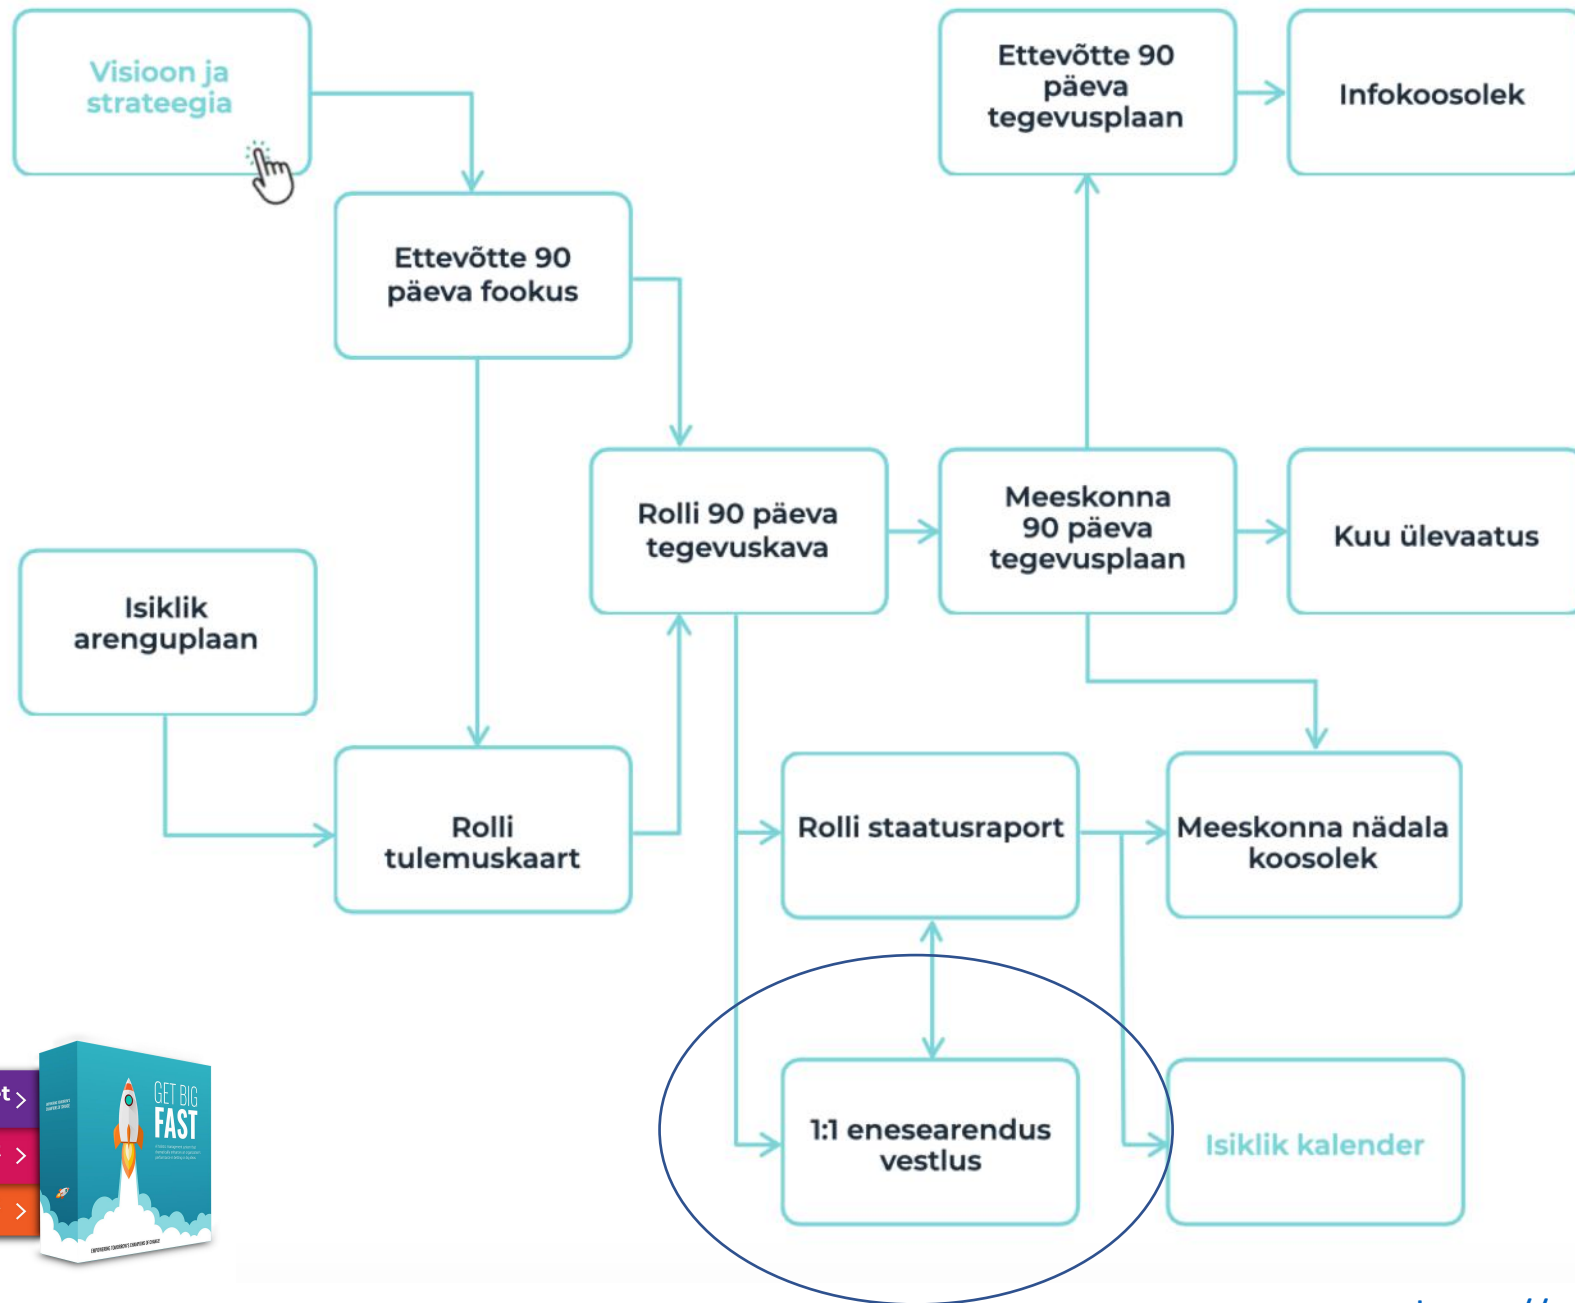 Visioon ja
strateegia
Ettevõtte 90
päeva
tegevusplaan
Infokoosolek
Ettevõtte 90
päeva fookus
Rolli 90 päeva
tegevuskava
Meeskonna
90 päeva
tegevusplaan
Kuu ülevaatus
Isiklik
arenguplaan
Rolli
tulemuskaart
Rolli staatusraport
Meeskonna nädala
koosolek
1:1 enesearendus
vestlus
Isiklik kalender
GET BIG
FAST